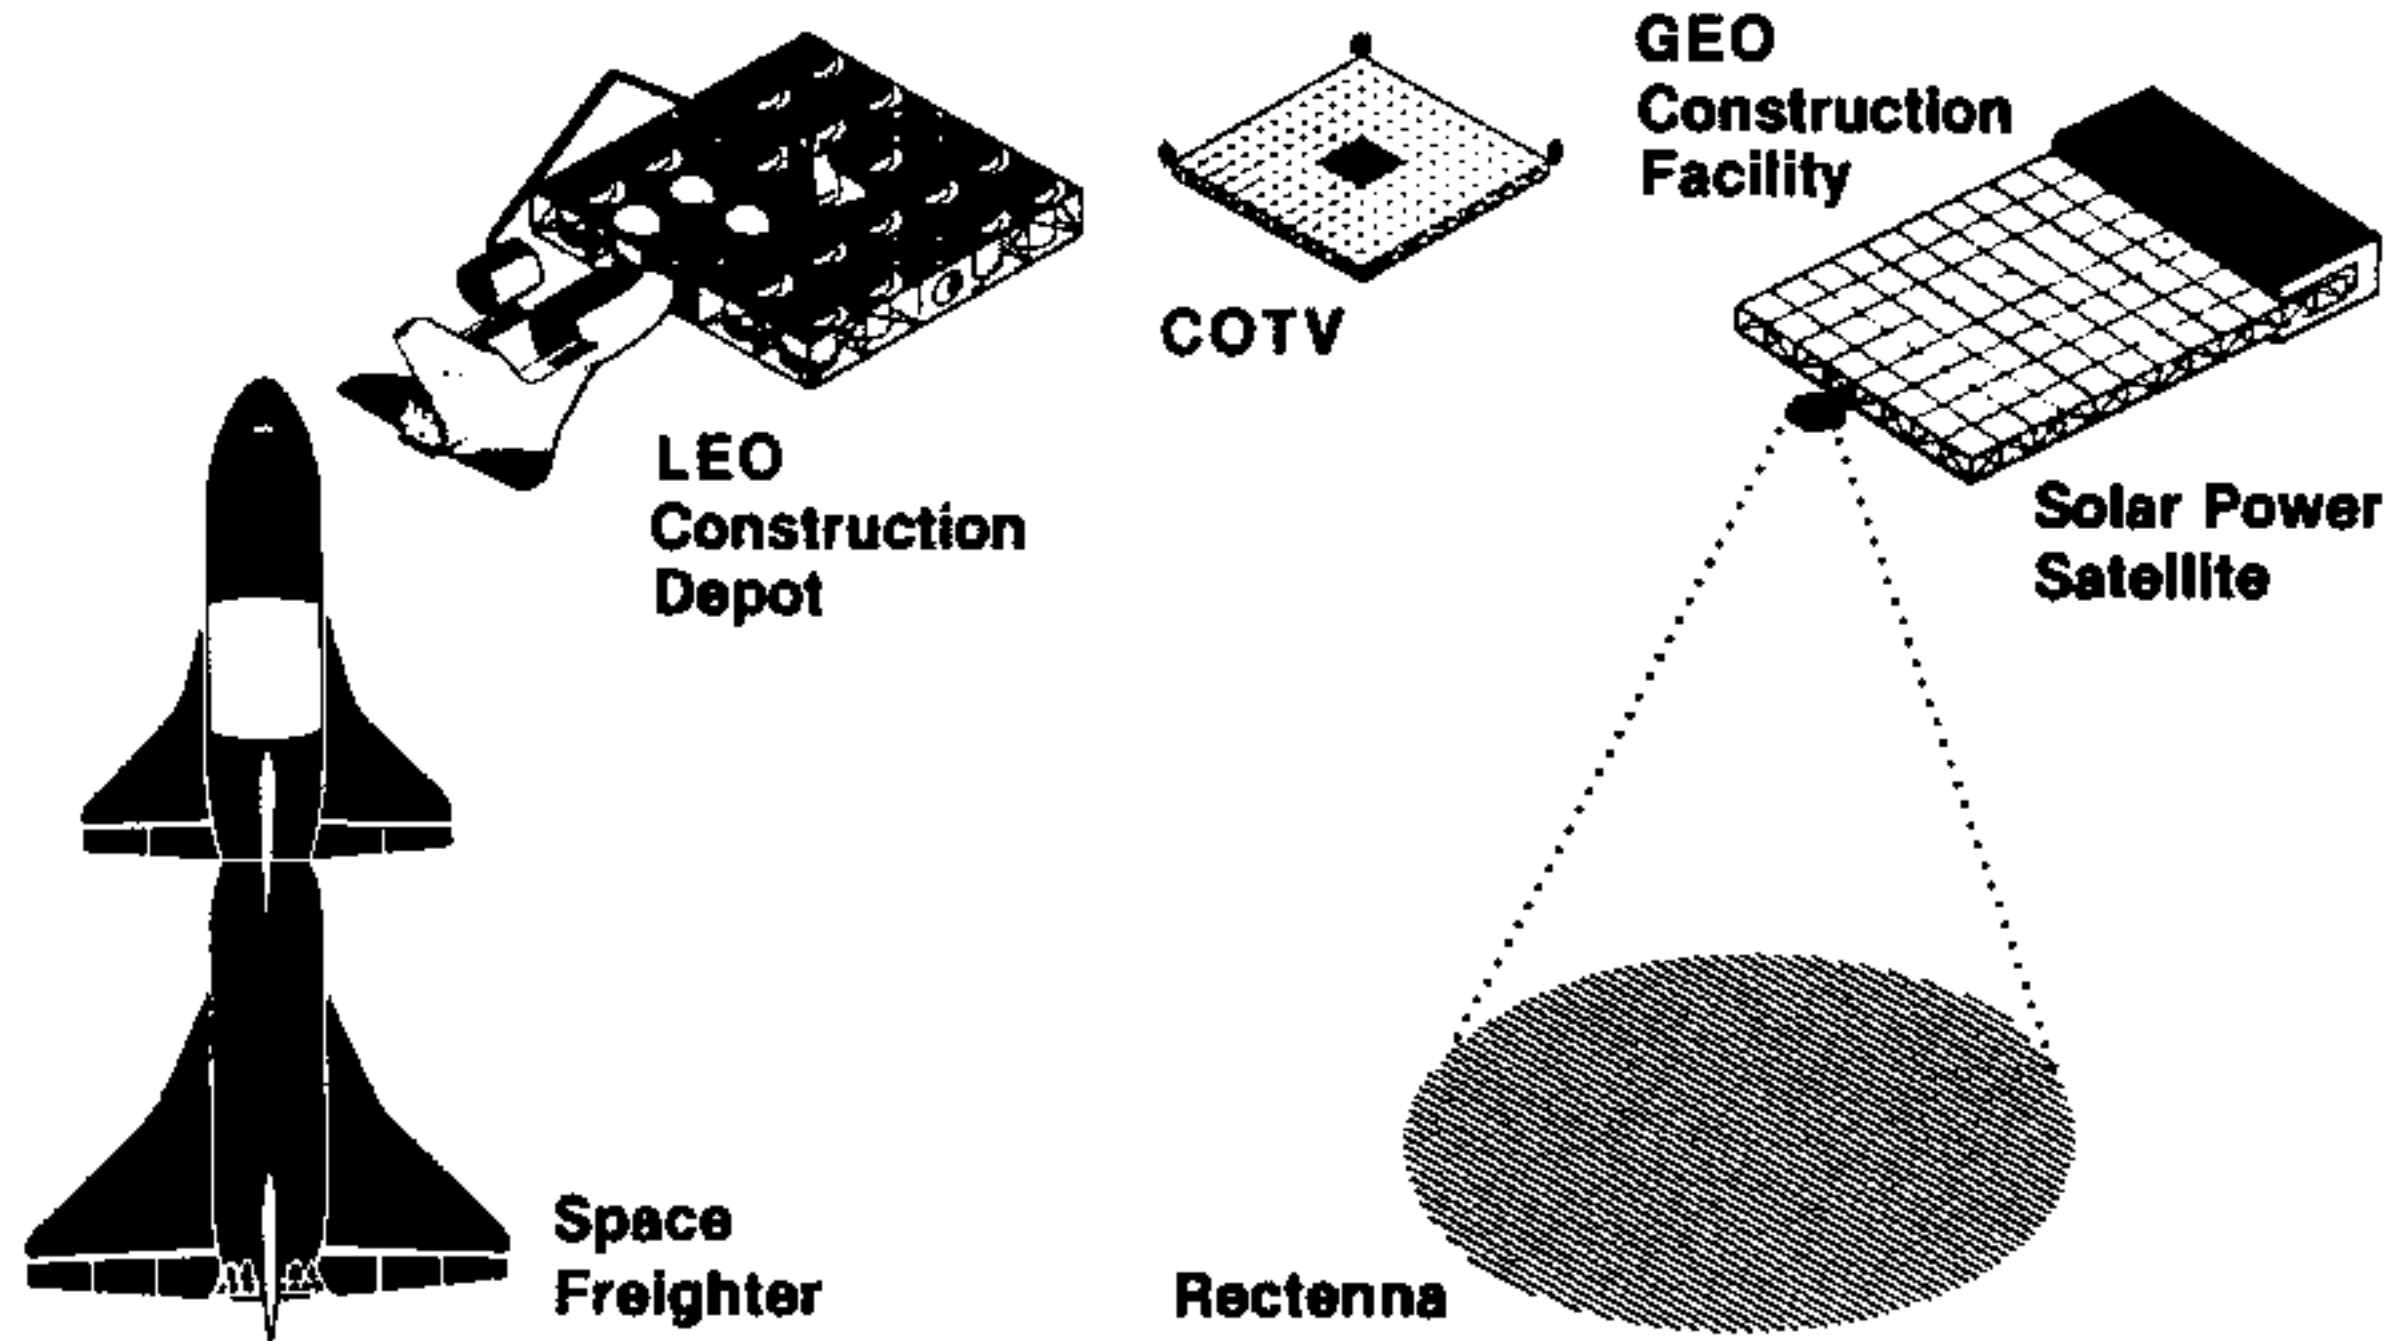 GEO
Construction
Facility
COTV
LEO
Construction
Depot
Solar Power
Satellite
Space
Freighter
Rectenna